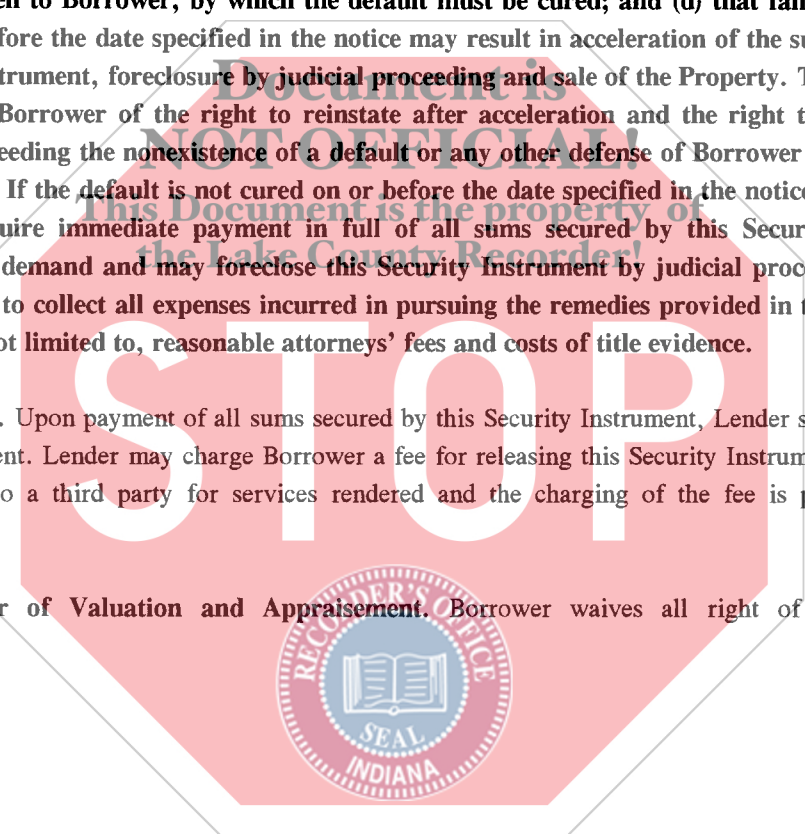 en to Borrower, by which the default must be cured; and (d) that fail
fore the date specified in the notice may result in acceleration of the su
trument, foreclosure by judicial proceeding and sale of the Property. T
Document is
Borrower of the right to reinstate after acceleration and the right t
NOT OFFICIAL!
eeding the nonexistence of a default or any other defense of Borrower
If the default is not cured on or before the date specified in the notice
This Document is the property of
uire immediate payment in full of all sums secured by this Secur
the Lake County Recorder!
demand and may foreclose this Security Instrument by judicial proc
to collect all expenses incurred in pursuing the remedies provided in t
ot limited to, reasonable attorneys' fees and costs of title evidence.
STOP
. Upon payment of all sums secured by this Security Instrument, Lender s
ent. Lender may charge Borrower a fee for releasing this Security Instrum
o a third party for services rendered and the charging of the fee is p
r of Valuation and Appraisement. Borrower waives all right of
RECORDER'S OFFICE
SEAL
INDIANA